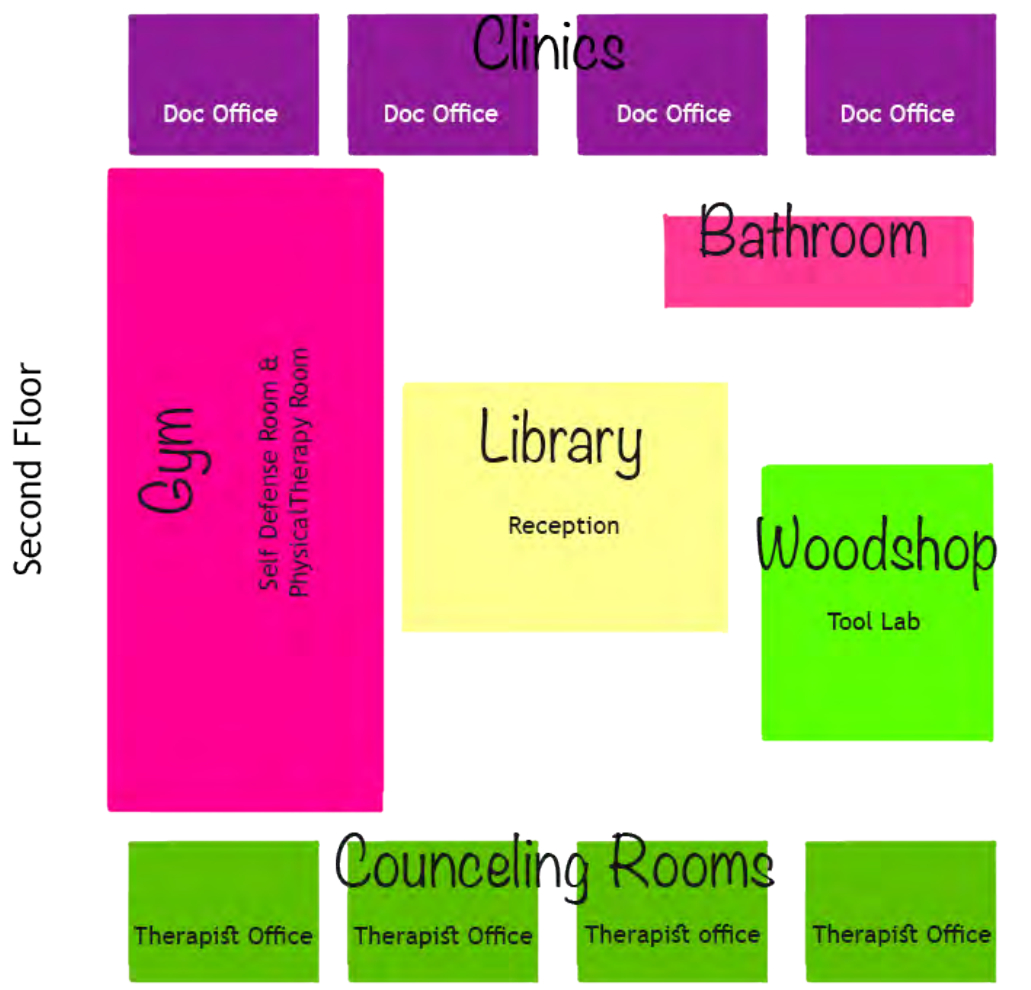 Clinics
Doc Office
Doc Office
Doc Office
Doc Office
Bathroom
Second Floor
Gym
Self Defense Room &
PhysicalTherapy Room
Library
Reception
Woodshop
Tool Lab
Counceling Rooms
Therapist Office
Therapist Office
Therapist office
Therapist Office